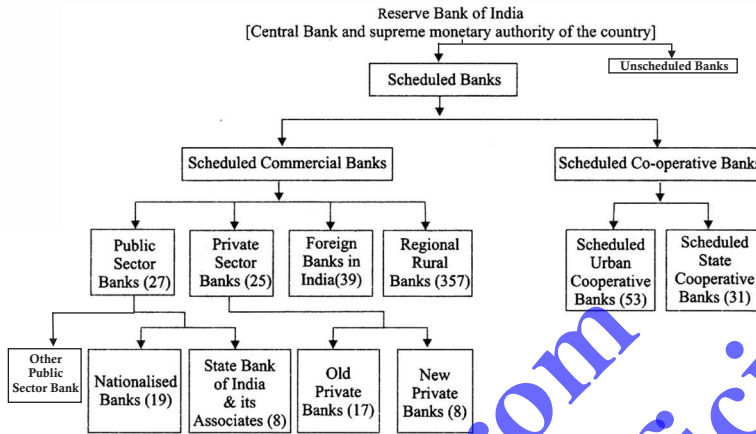 Reserve Bank of India
[Central Bank and supreme monetary authority of the country]
Unscheduled Banks
Scheduled Banks
Scheduled Commercial Banks
Scheduled Co-operative Banks
Public
Sector
Banks (27)
Private
Sector
Banks (25)
Foreign
Banks in
India(39)
Regional
Rural
Banks (357)
Scheduled
Urban
Cooperative
Banks (53)
Scheduled
State
Cooperative
Banks (31)
Other
Public
Sector Bank
Nationalised
Banks (19)
State Bank
of India
& its
Associates (8)
Old
Private
Banks (17)
New
Private
Banks (8)